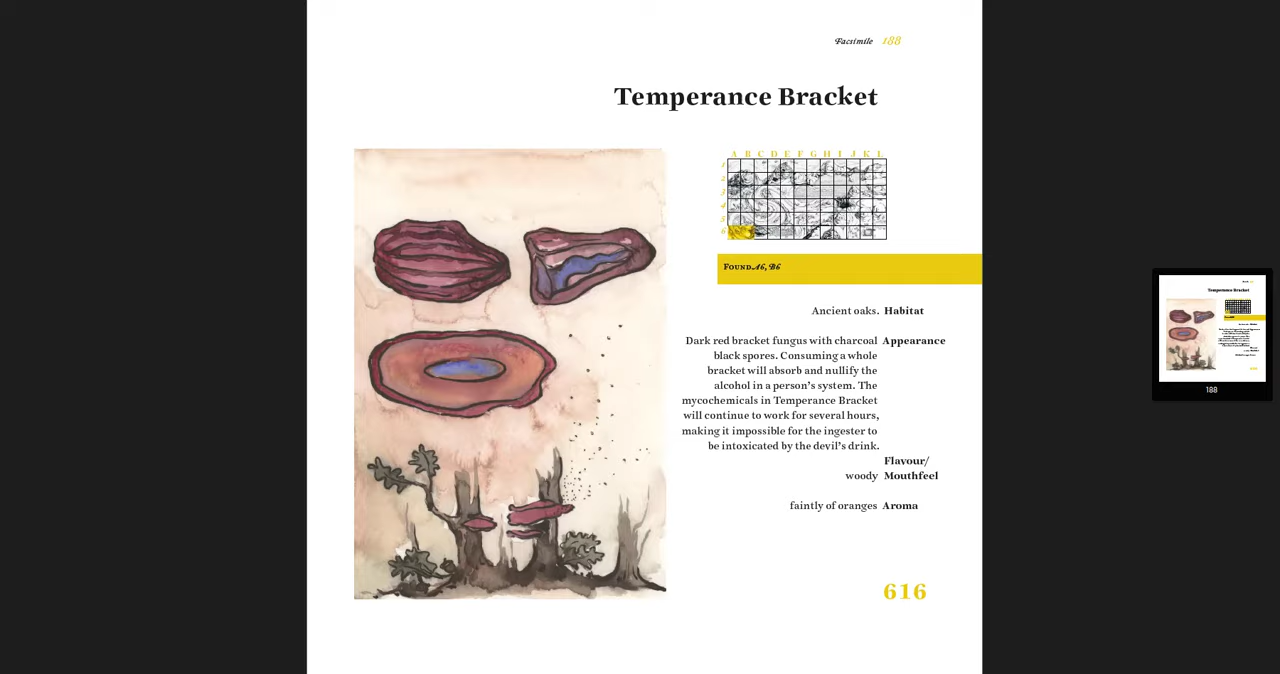 Facsimile 188
Temperance Bracket
A B C D E F G H I J K L
1
2
3
4
5
6
Found A6, B6
Ancient oaks. Habitat
Dark red bracket fungus with charcoal Appearance
black spores. Consuming a whole
bracket will absorb and nullify the
alcohol in a person's system. The
mycochemicals in Temperance Bracket
will continue to work for several hours,
making it impossible for the ingester to
be intoxicated by the devil's drink.
Flavour/
woody Mouthfeel
faintly of oranges Aroma
616
188